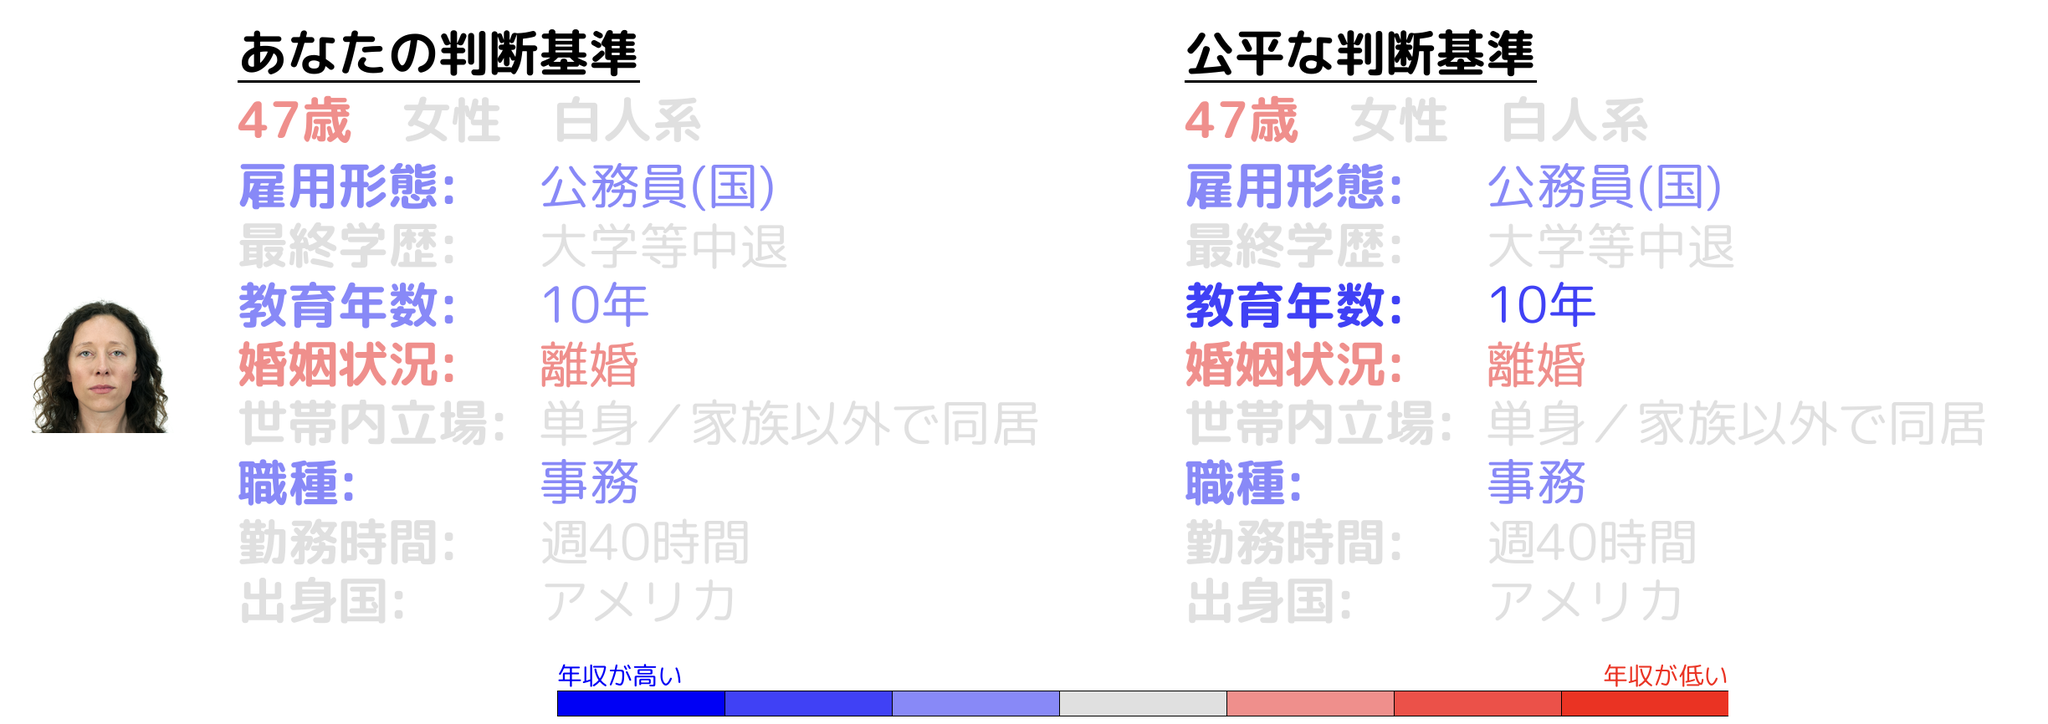 あなたの判断基準
47歳 女性 白人系
雇用形態: 公務員(国)
最終学歴: 大学等中退
教育年数: 10年
婚姻状況: 離婚
世帯内立場: 単身／家族以外で同居
職種: 事務
勤務時間: 週40時間
出身国: アメリカ
公平な判断基準
47歳 女性 白人系
雇用形態: 公務員(国)
最終学歴: 大学等中退
教育年数: 10年
婚姻状況: 離婚
世帯内立場: 単身／家族以外で同居
職種: 事務
勤務時間: 週40時間
出身国: アメリカ
年収が高い 年収が低い